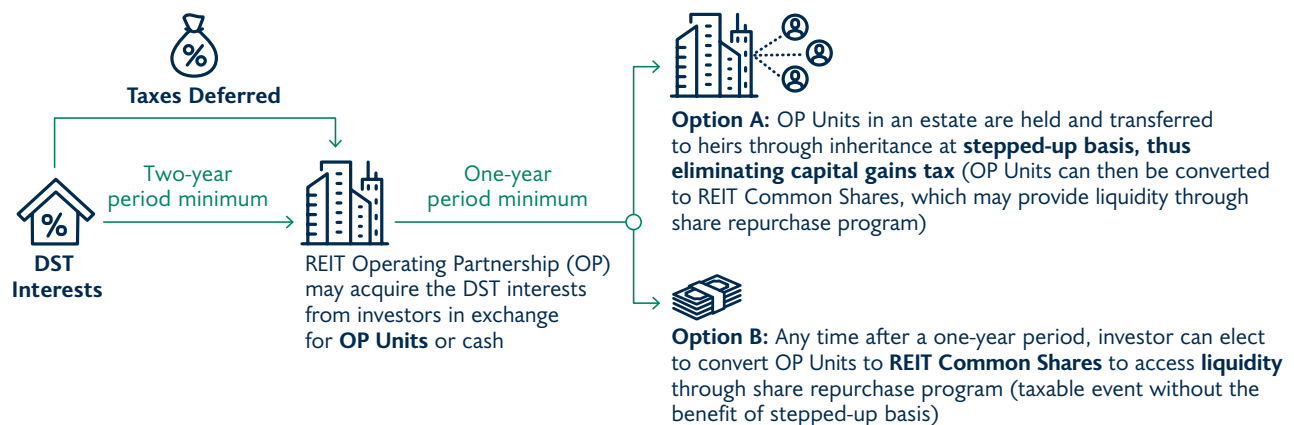 %
Taxes Deferred
Two-year
period minimum
One-year
period minimum
%
DST
Interests
REIT Operating Partnership (OP)
may acquire the DST interests
from investors in exchange
for OP Units or cash
Option A: OP Units in an estate are held and transferred
to heirs through inheritance at stepped-up basis, thus
eliminating capital gains tax (OP Units can then be converted
to REIT Common Shares, which may provide liquidity through
share repurchase program)
Option B: Any time after a one-year period, investor can elect
to convert OP Units to REIT Common Shares to access liquidity
through share repurchase program (taxable event without the
benefit of stepped-up basis)